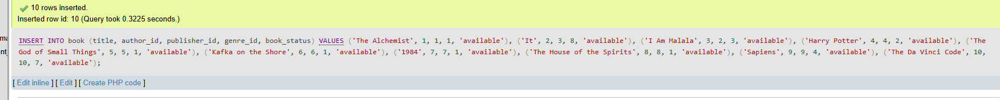 10 rows inserted.
Inserted row id: 10 (Query took 0.3225 seconds.)
INSERT INTO book (title, author_id, publisher_id, genre_id, book_status) VALUES ('The Alchemist', 1, 1, 1, 'available'), ('It', 2, 3, 8, 'available'), ('I Am Malala', 3, 2, 3, 'available'), ('Harry Potter', 4, 4, 2, 'available'), ('The
God of Small Things', 5, 5, 1, 'available'), ('Kafka on the Shore', 6, 6, 1, 'available'), ('1984', 7, 7, 1, 'available'), ('The House of the Spirits', 8, 8, 1, 'available'), ('Sapiens', 9, 9, 4, 'available'), ('The Da Vinci Code', 10,
10, 7, 'available');
[ Edit inline ] [ Edit ] [ Create PHP code ]